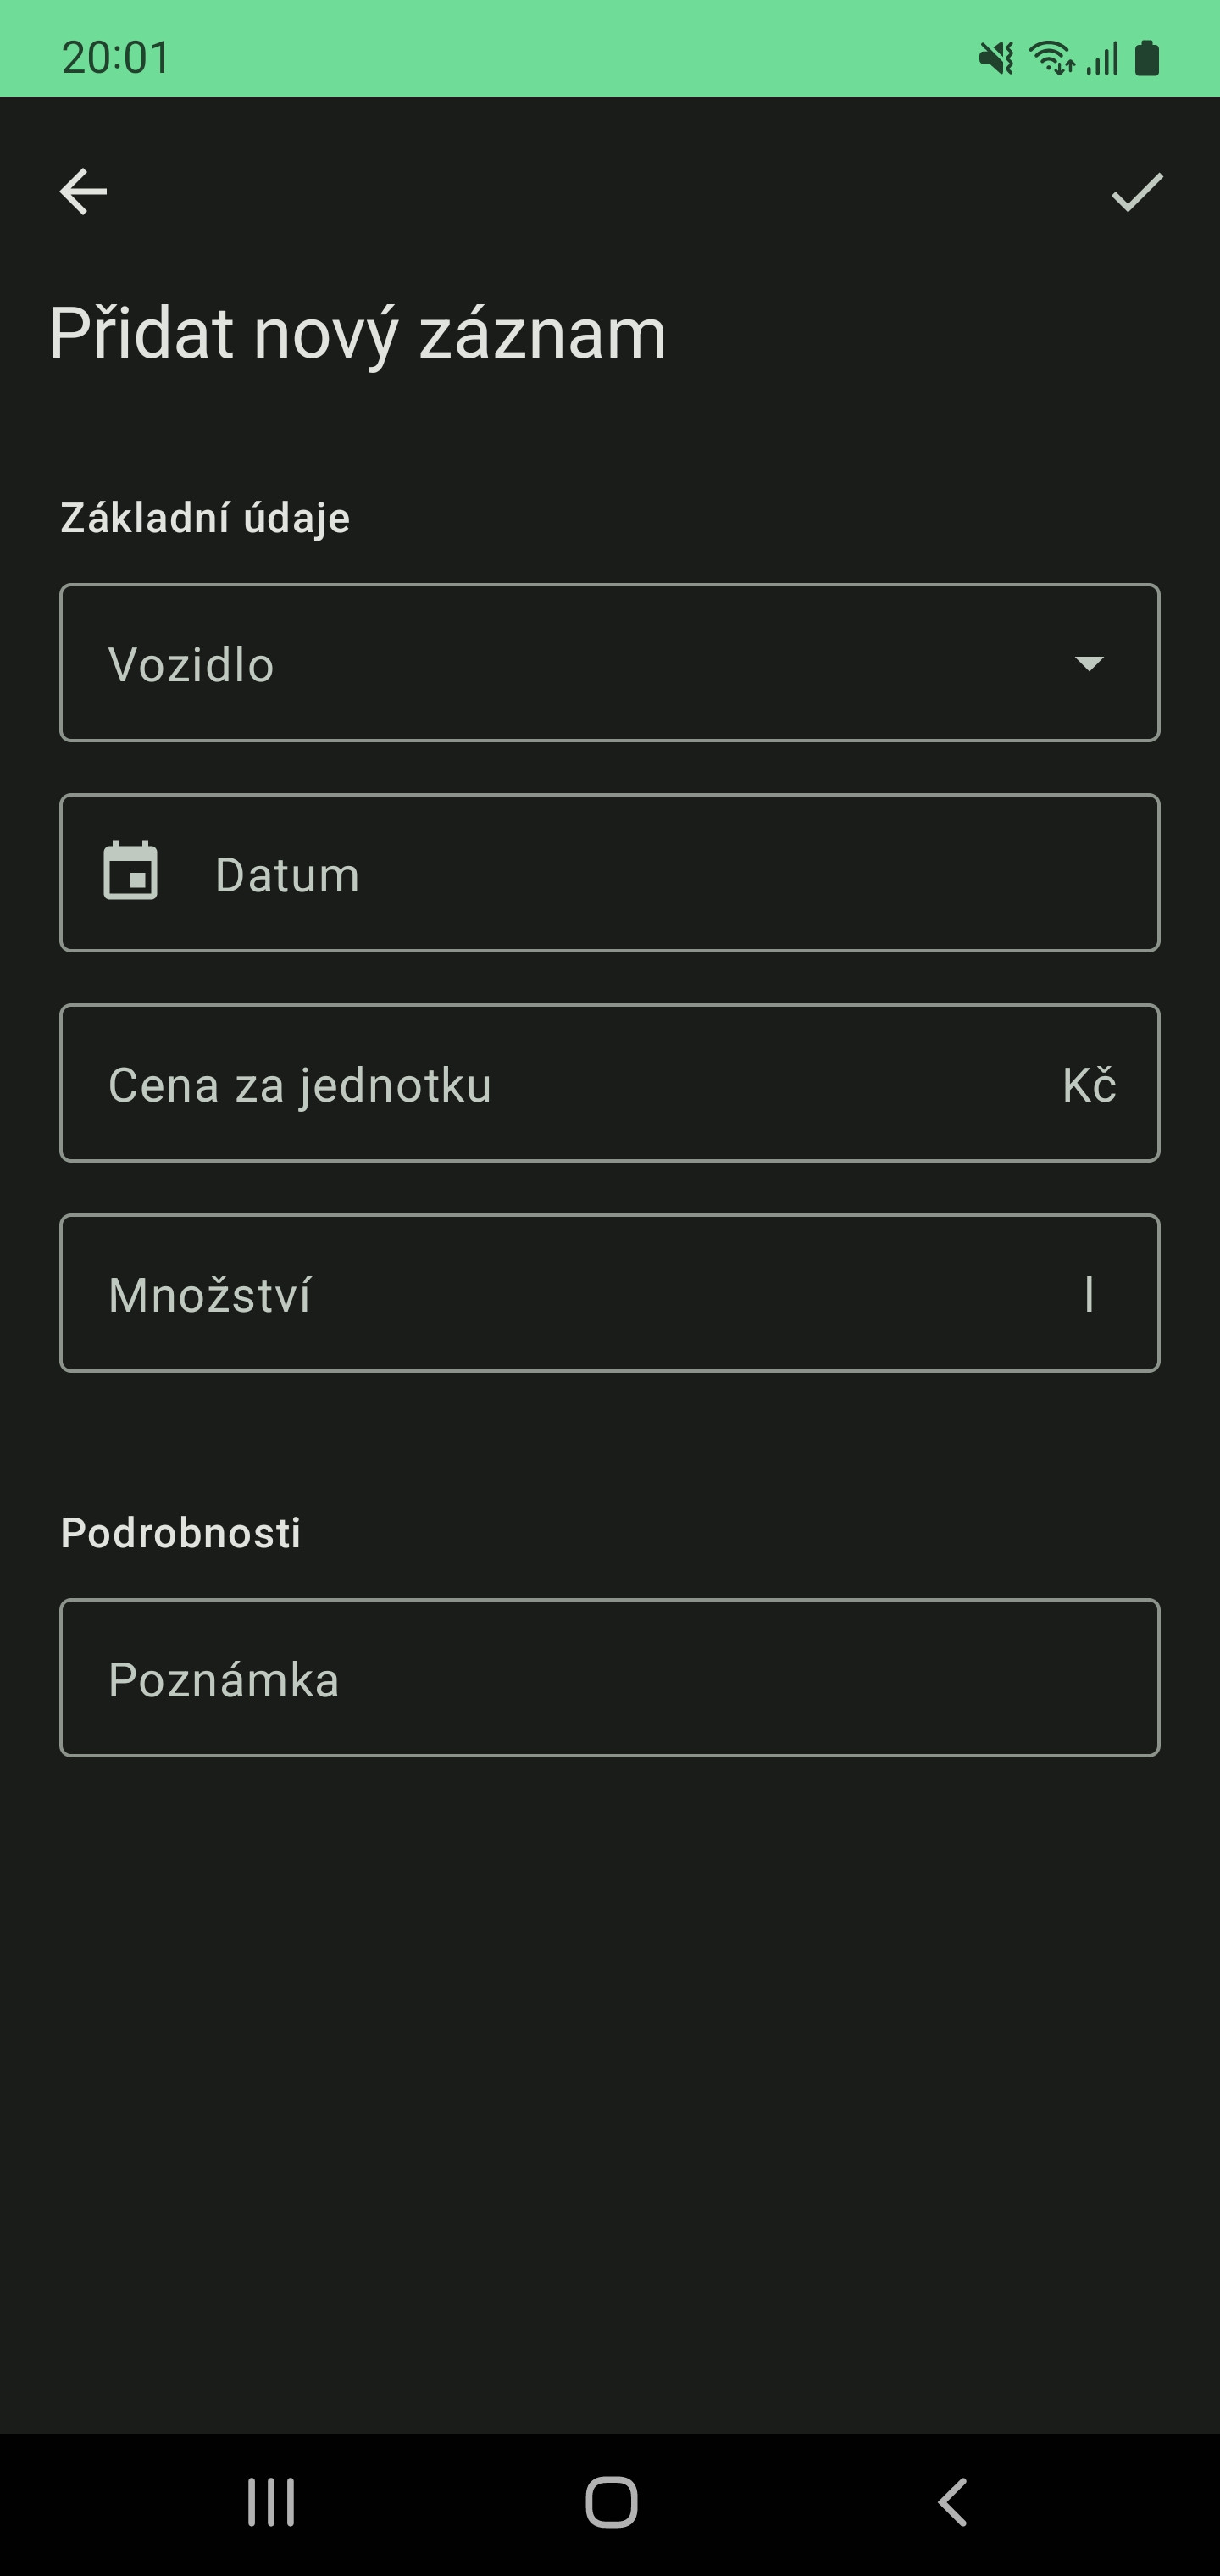 20:01
Přidat nový záznam
Základní údaje
Vozidlo
Datum
Cena za jednotku Kč
Množství l
Podrobnosti
Poznámka